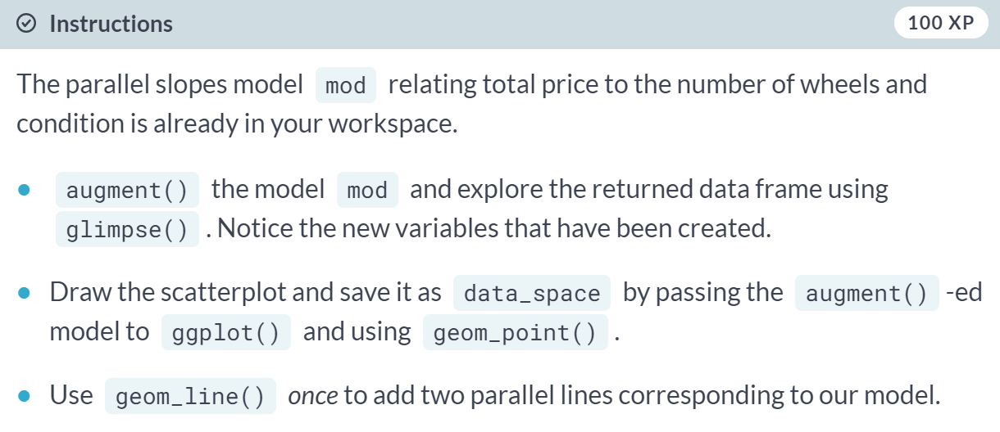 Instructions 100 XP
The parallel slopes model mod relating total price to the number of wheels and
condition is already in your workspace.
augment() the model mod and explore the returned data frame using
glimpse() . Notice the new variables that have been created.
Draw the scatterplot and save it as data_space by passing the augment() -ed
model to ggplot() and using geom_point() .
Use geom_line() once to add two parallel lines corresponding to our model.